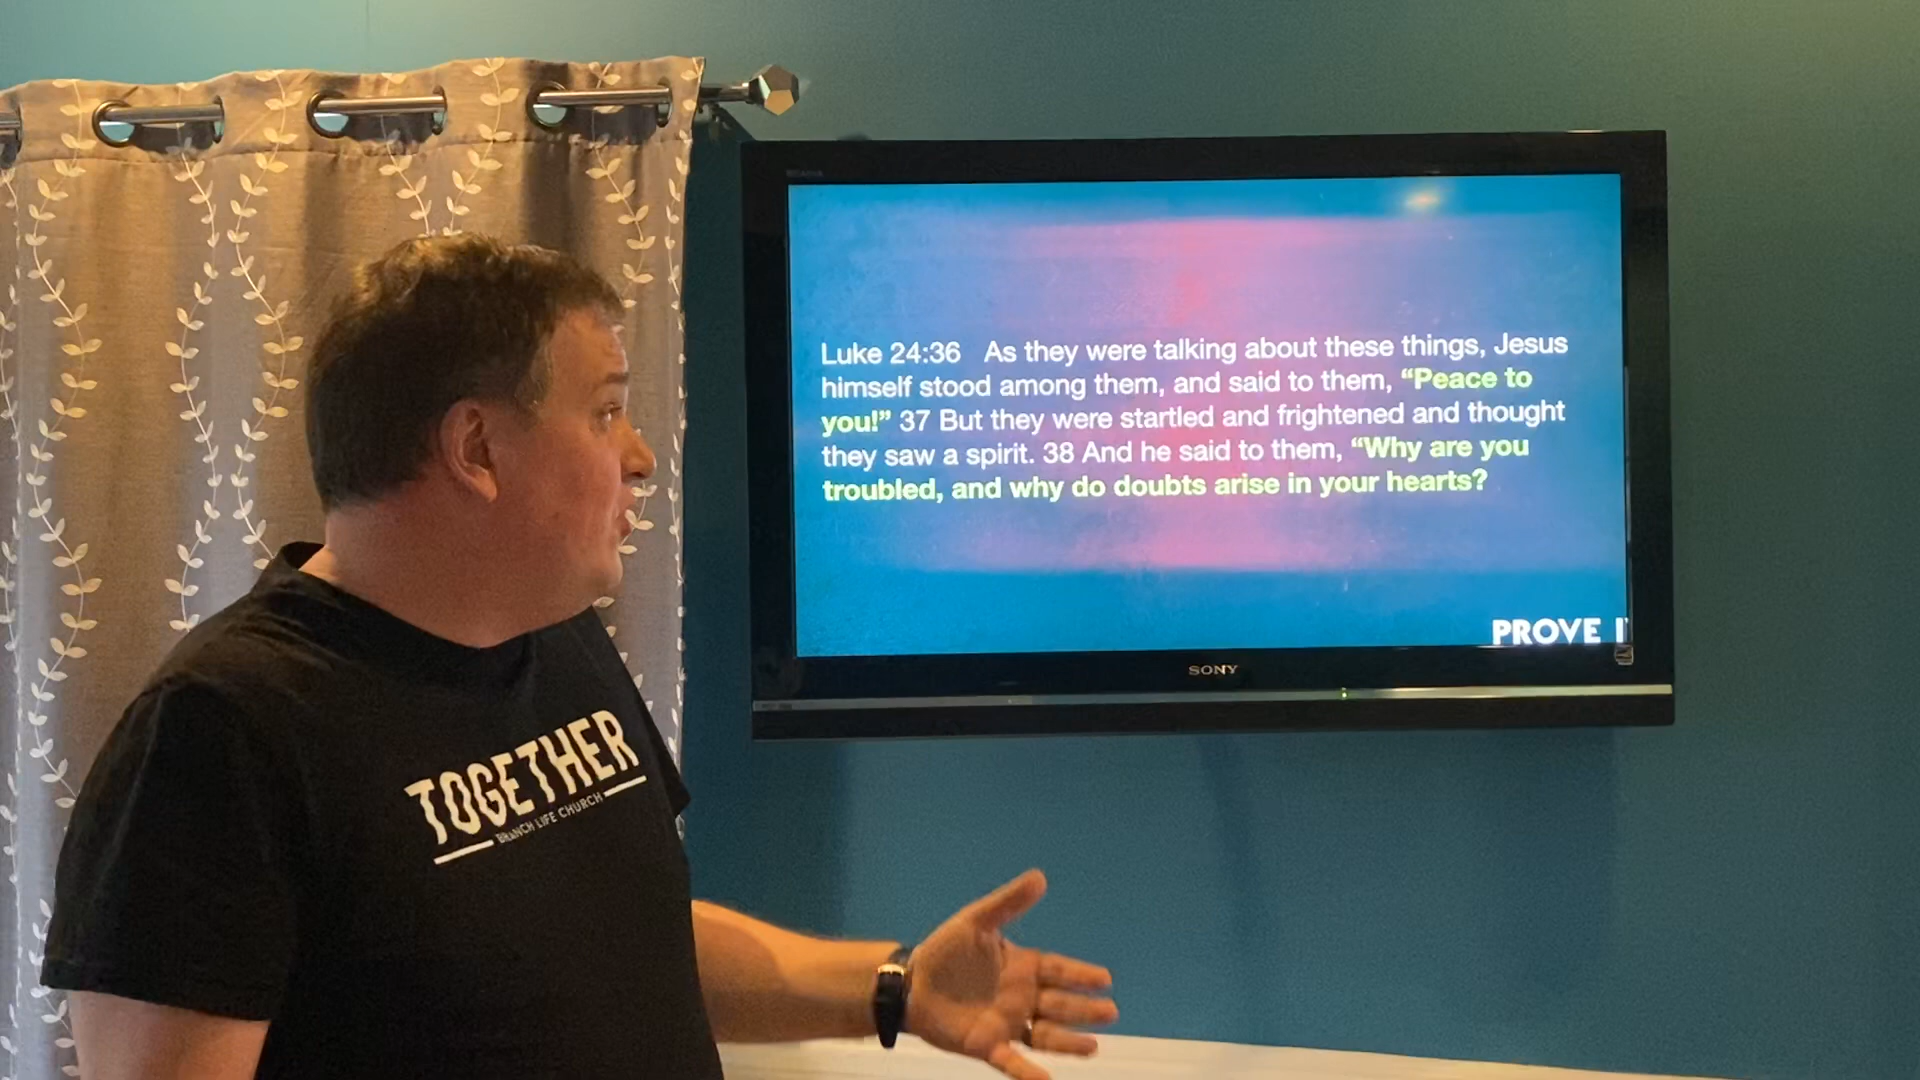 Luke 24:36 As they were talking about these things, Jesus
himself stood among them, and said to them, “Peace to
you!” 37 But they were startled and frightened and thought
they saw a spirit. 38 And he said to them, “Why are you
troubled, and why do doubts arise in your hearts?
PROVE
SONY
TOGETHER
BRANCH LIFE CHURCH